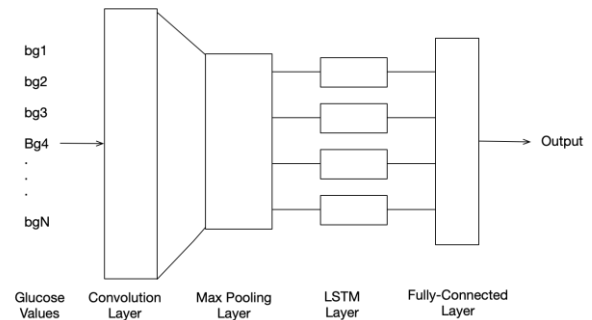 bg1
bg2
bg3
Bg4
.
.
.
bgN
Output
Glucose Values
Convolution Layer
Max Pooling Layer
LSTM Layer
Fully-Connected Layer